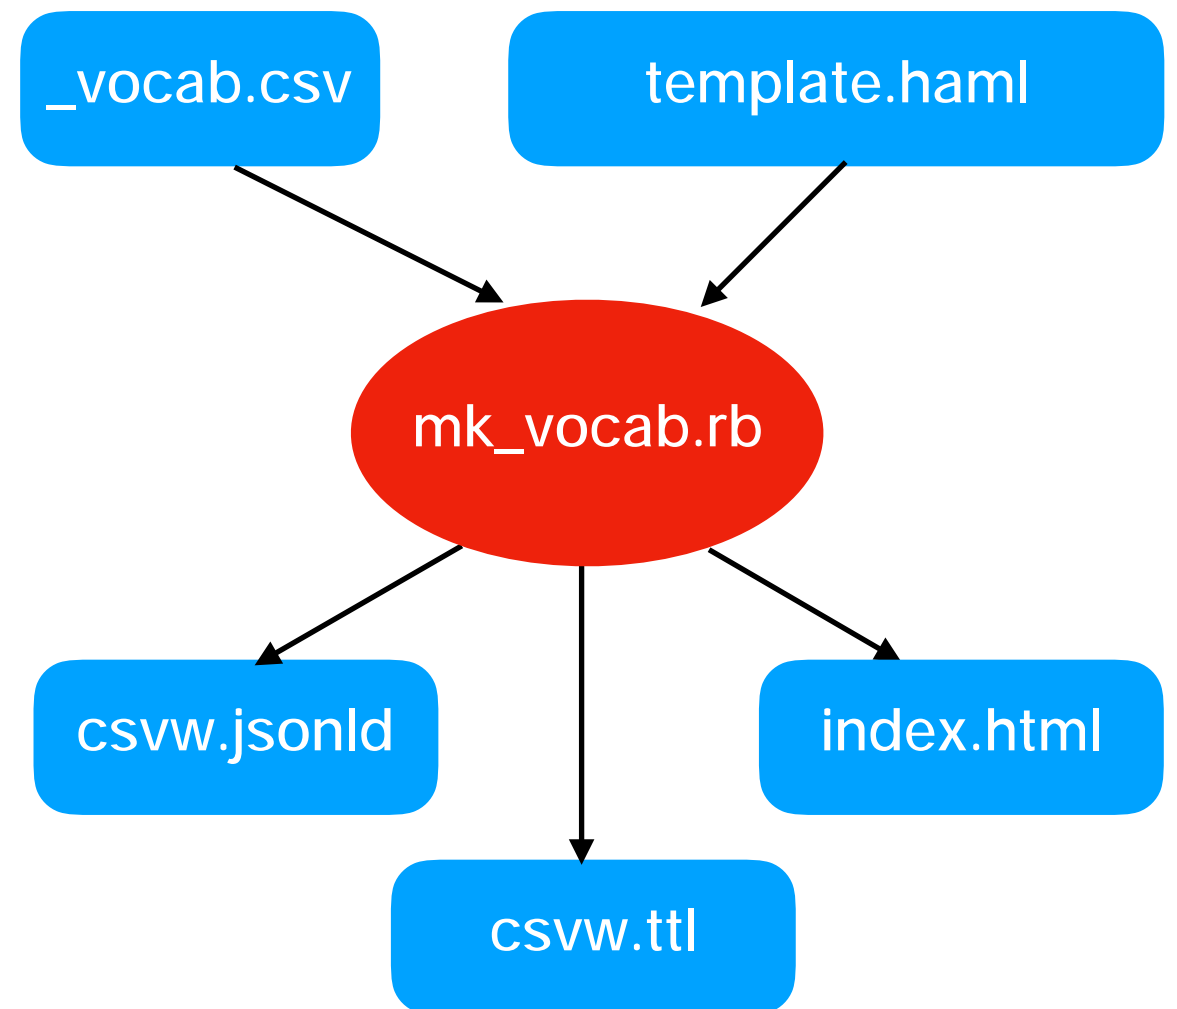 _vocab.csv
template.haml
mk_vocab.rb
csvw.jsonld
index.html
csvw.ttl